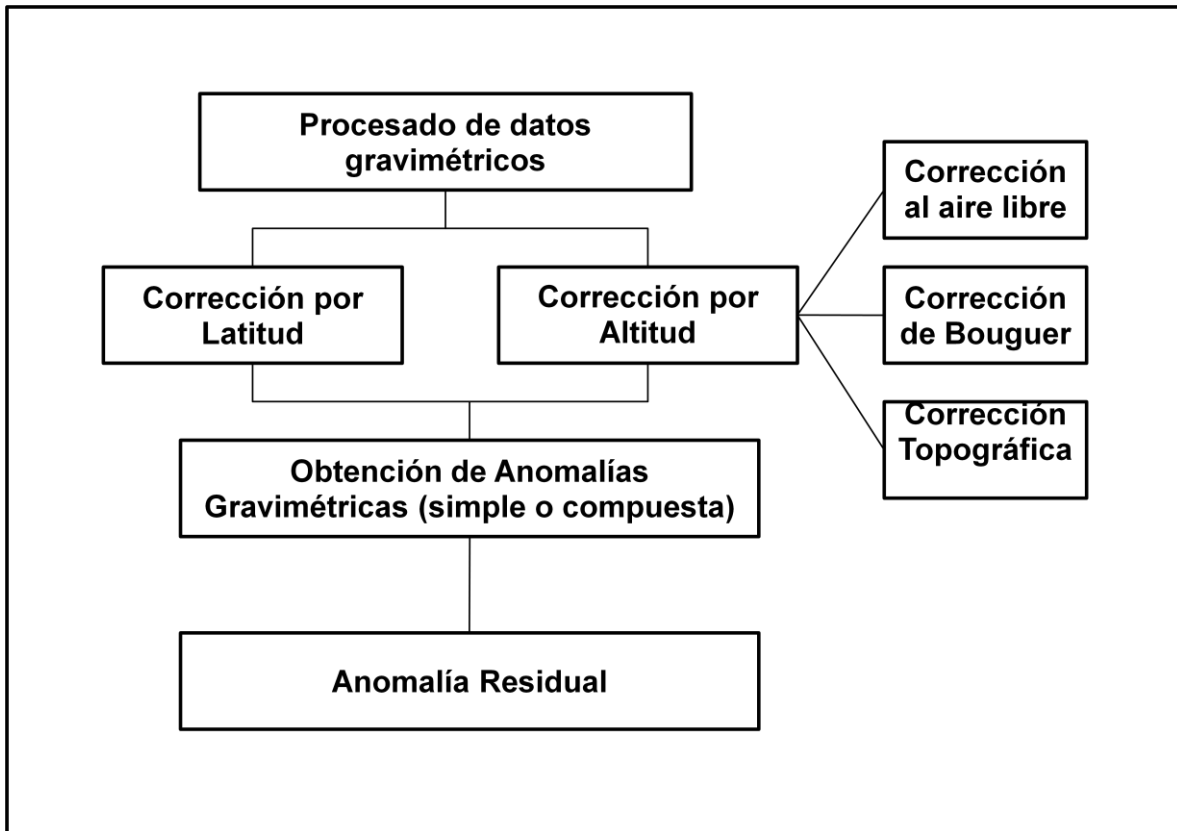 Procesado de datos
gravimétricos
Corrección
al aire libre
Corrección por
Latitud
Corrección por
Altitud
Corrección
de Bouguer
Corrección
Topográfica
Obtención de Anomalías
Gravimétricas (simple o compuesta)
Anomalía Residual